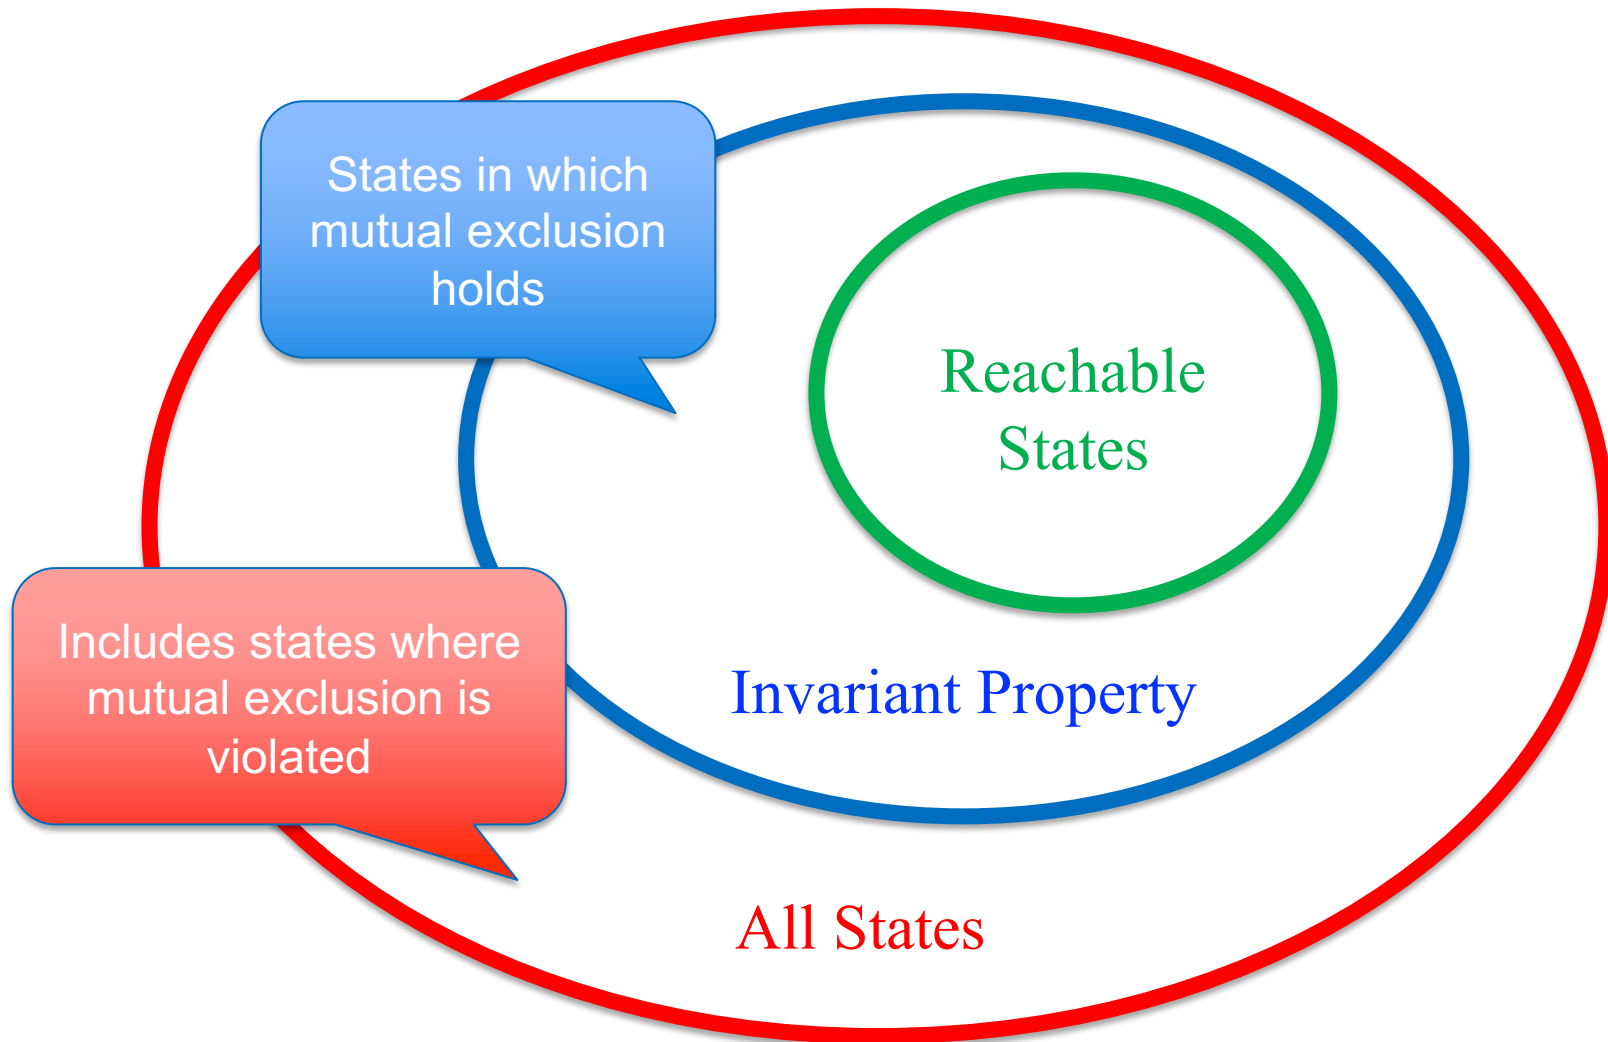 States in which
mutual exclusion
holds
Reachable
States
Includes states where
mutual exclusion is
violated
Invariant Property
All States